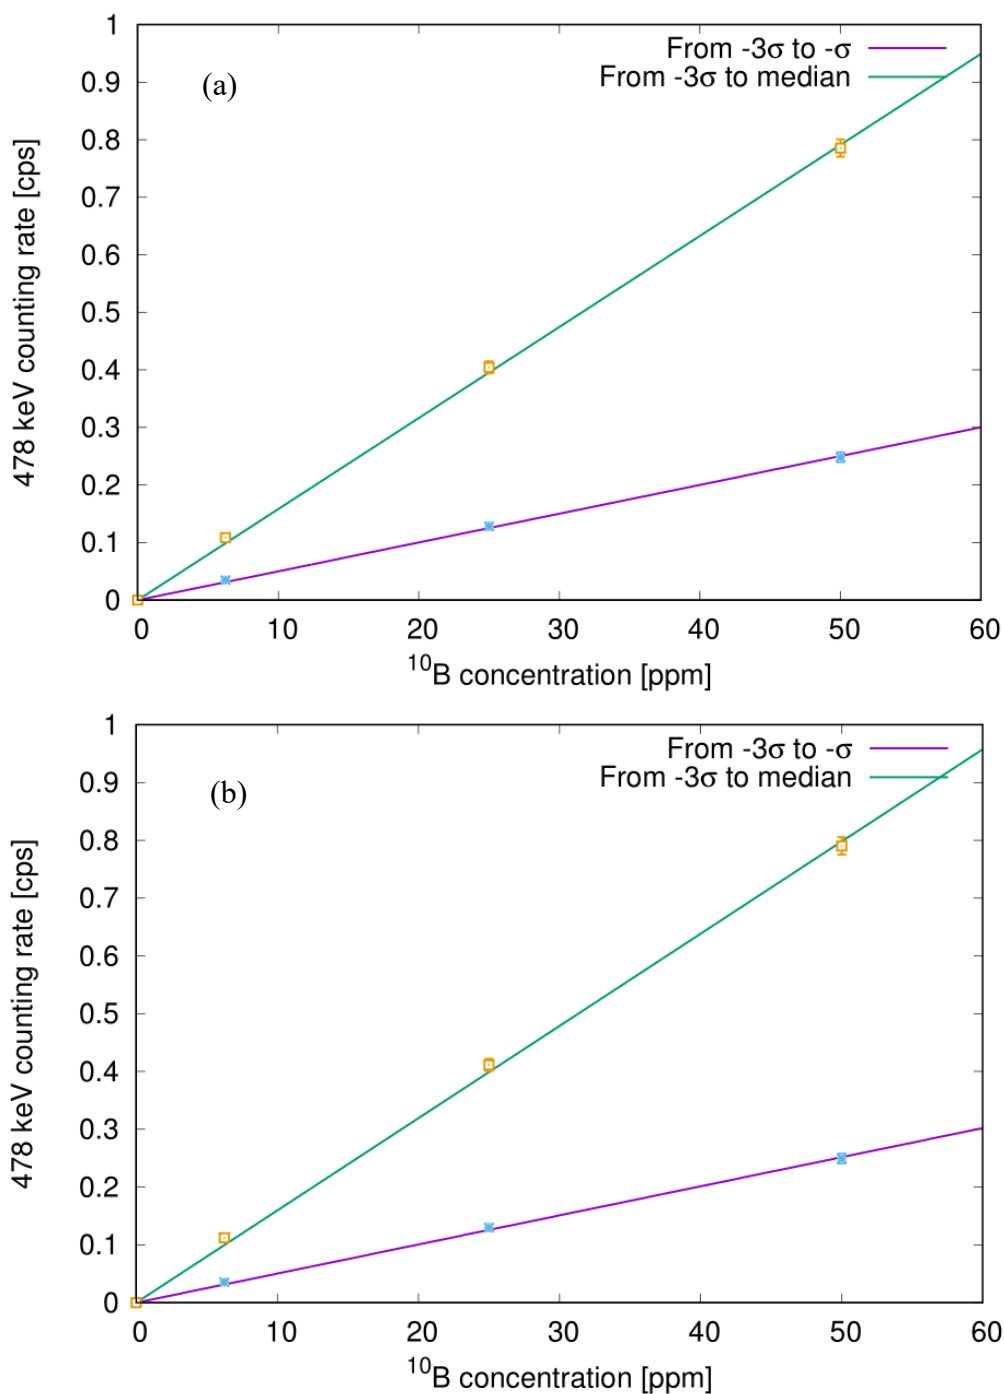 1
0.9
0.8
0.7
0.6
0.5
0.4
0.3
0.2
0.1
0
478 keV counting rate [cps]
(a)
From -3σ to -σ
From -3σ to median
0 10 20 30 40 50 60
¹⁰B concentration [ppm]
1
0.9
0.8
0.7
0.6
0.5
0.4
0.3
0.2
0.1
0
478 keV counting rate [cps]
(b)
From -3σ to -σ
From -3σ to median
0 10 20 30 40 50 60
¹⁰B concentration [ppm]